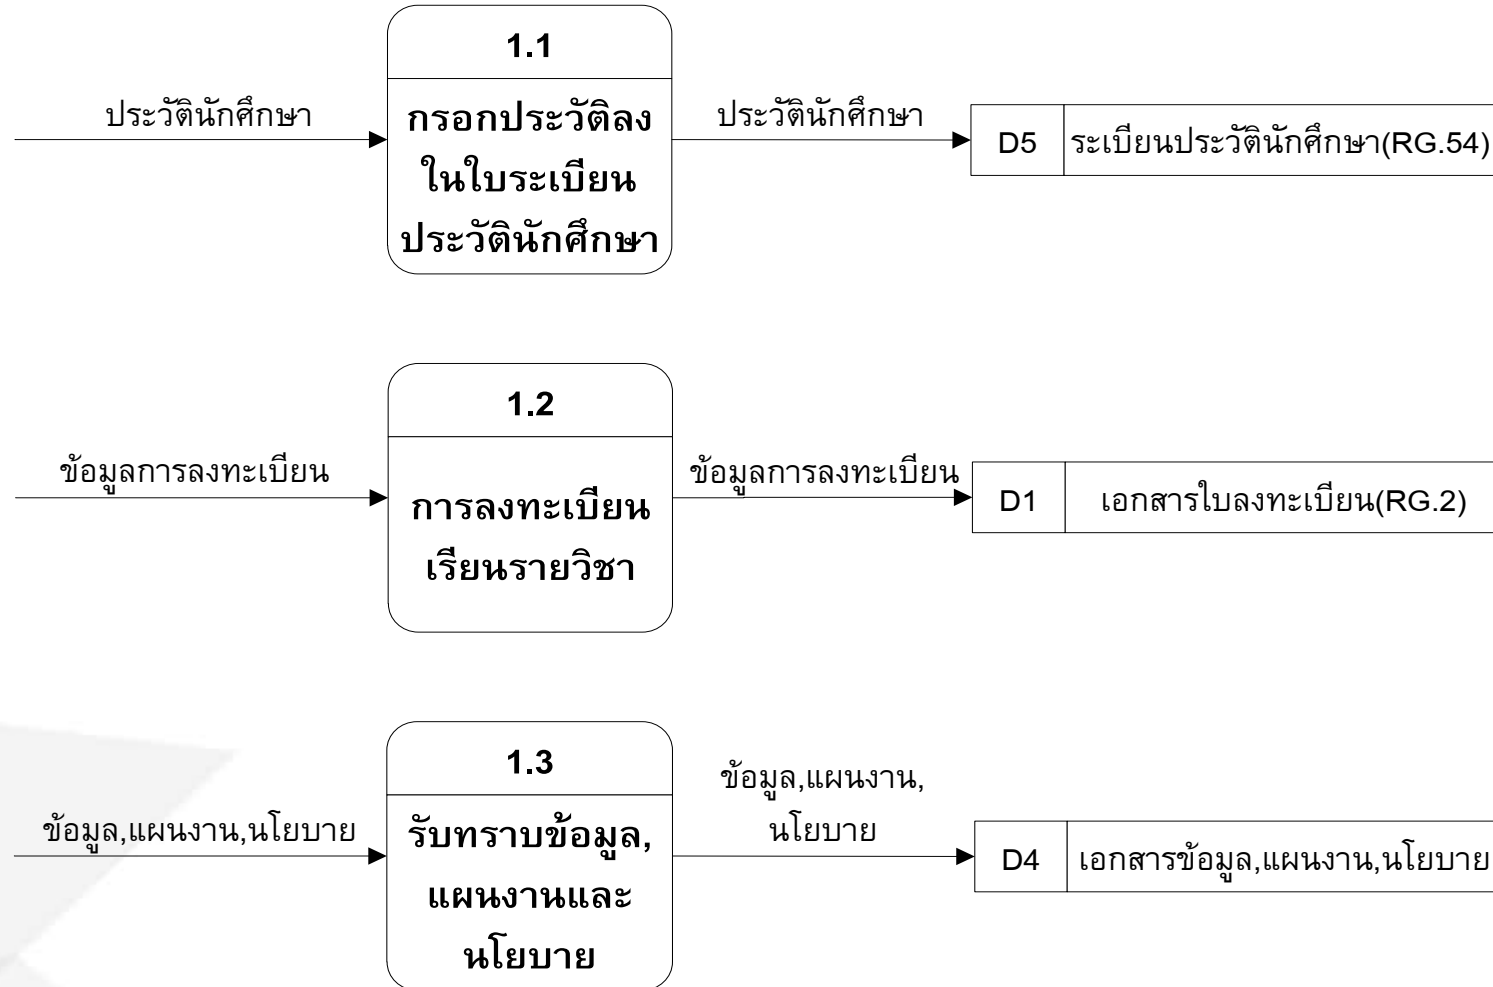 1.1
ประวัตินักศึกษา
กรอกประวัติลง
ในใบระเบียน
ประวัตินักศึกษา
ประวัตินักศึกษา
D5
ระเบียนประวัตินักศึกษา(RG.54)
1.2
ข้อมูลการลงทะเบียน
การลงทะเบียน
เรียนรายวิชา
ข้อมูลการลงทะเบียน
D1
เอกสารใบลงทะเบียน(RG.2)
1.3
ข้อมูล,แผนงาน,นโยบาย
รับทราบข้อมูล,
แผนงานและ
นโยบาย
ข้อมูล,แผนงาน,
นโยบาย
D4
เอกสารข้อมูล,แผนงาน,นโยบาย